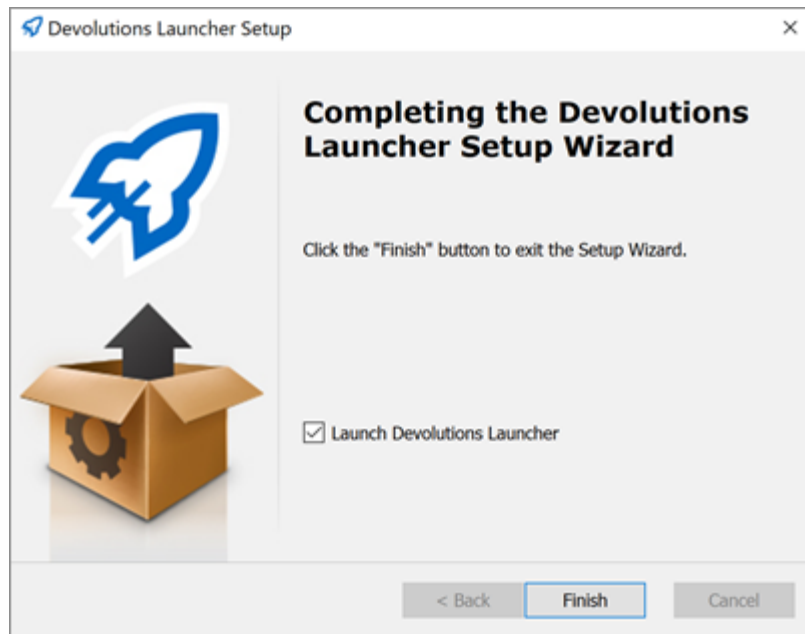 Devolutions Launcher Setup
Completing the Devolutions
Launcher Setup Wizard
Click the "Finish" button to exit the Setup Wizard.
Launch Devolutions Launcher
< Back
Finish
Cancel